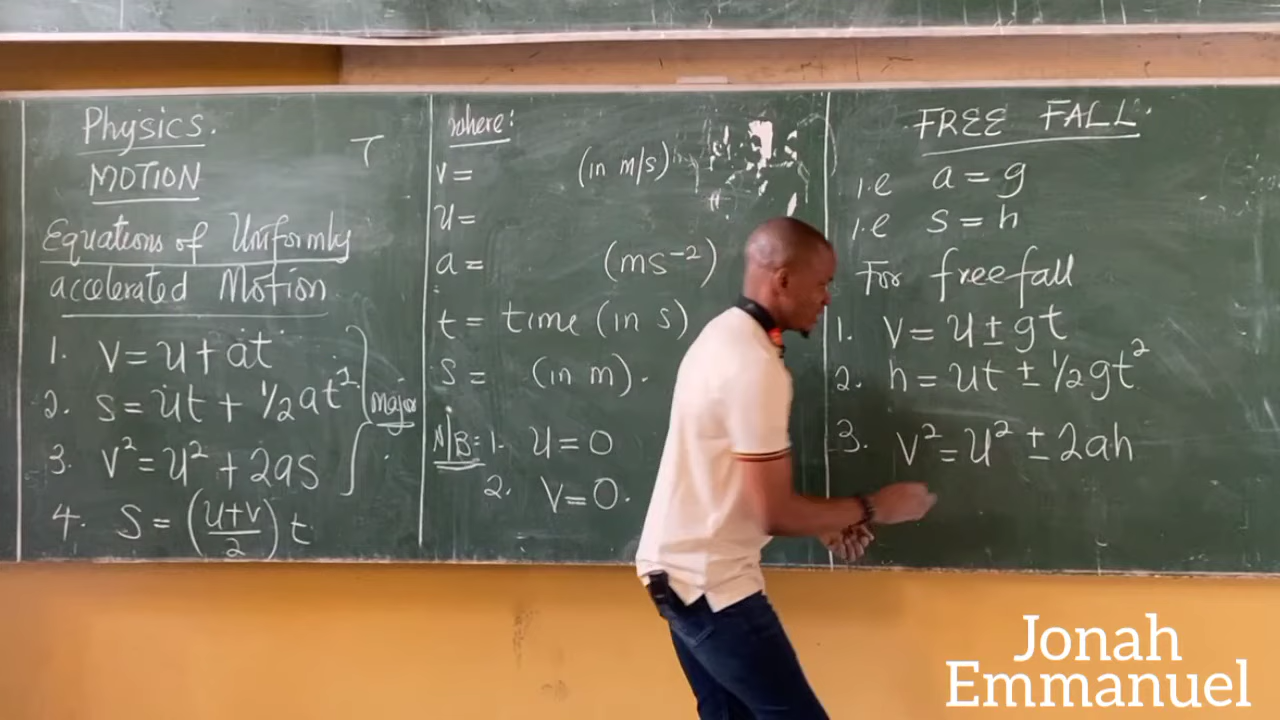 Physics.
T
MOTION
Equations of Uniformly
accelerated Motion
1. v = u + at
2. s = ut + ½at²
3. v² = u² + 2as
major
4. S = (u+v/2) t
where:
v = (in m/s)
u =
a = (ms⁻²)
t = time (in s)
s = (in m).
N/B: 1. u = 0
2. v = 0.
FREE FALL.
i.e a = g
i.e s = h
For free fall
1. v = u ± gt
2. h = ut ± ½gt²
3. v² = u² ± 2ah
Jonah
Emmanuel